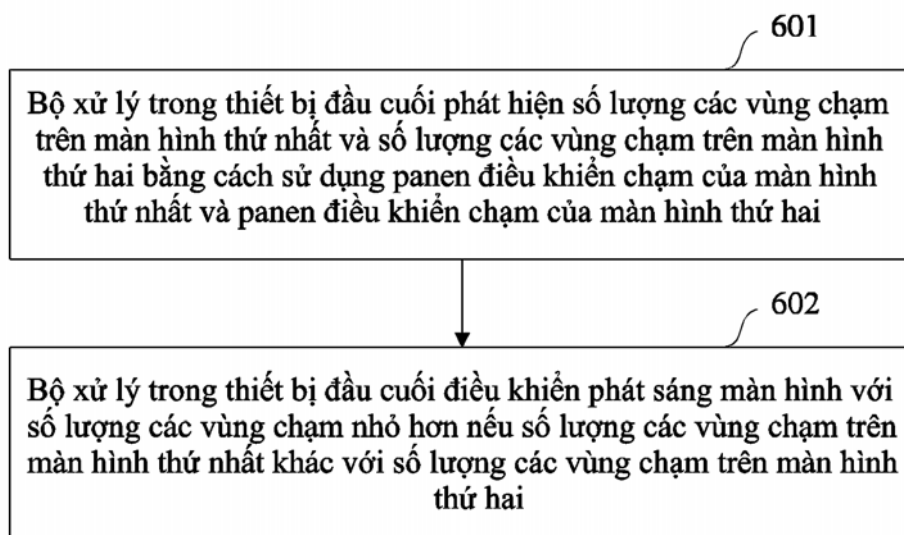 601
Bộ xử lý trong thiết bị đầu cuối phát hiện số lượng các vùng chạm
trên màn hình thứ nhất và số lượng các vùng chạm trên màn hình
thứ hai bằng cách sử dụng panen điều khiển chạm của màn hình
thứ nhất và panen điều khiển chạm của màn hình thứ hai
602
Bộ xử lý trong thiết bị đầu cuối điều khiển phát sáng màn hình với
số lượng các vùng chạm nhỏ hơn nếu số lượng các vùng chạm trên
màn hình thứ nhất khác với số lượng các vùng chạm trên màn hình
thứ hai